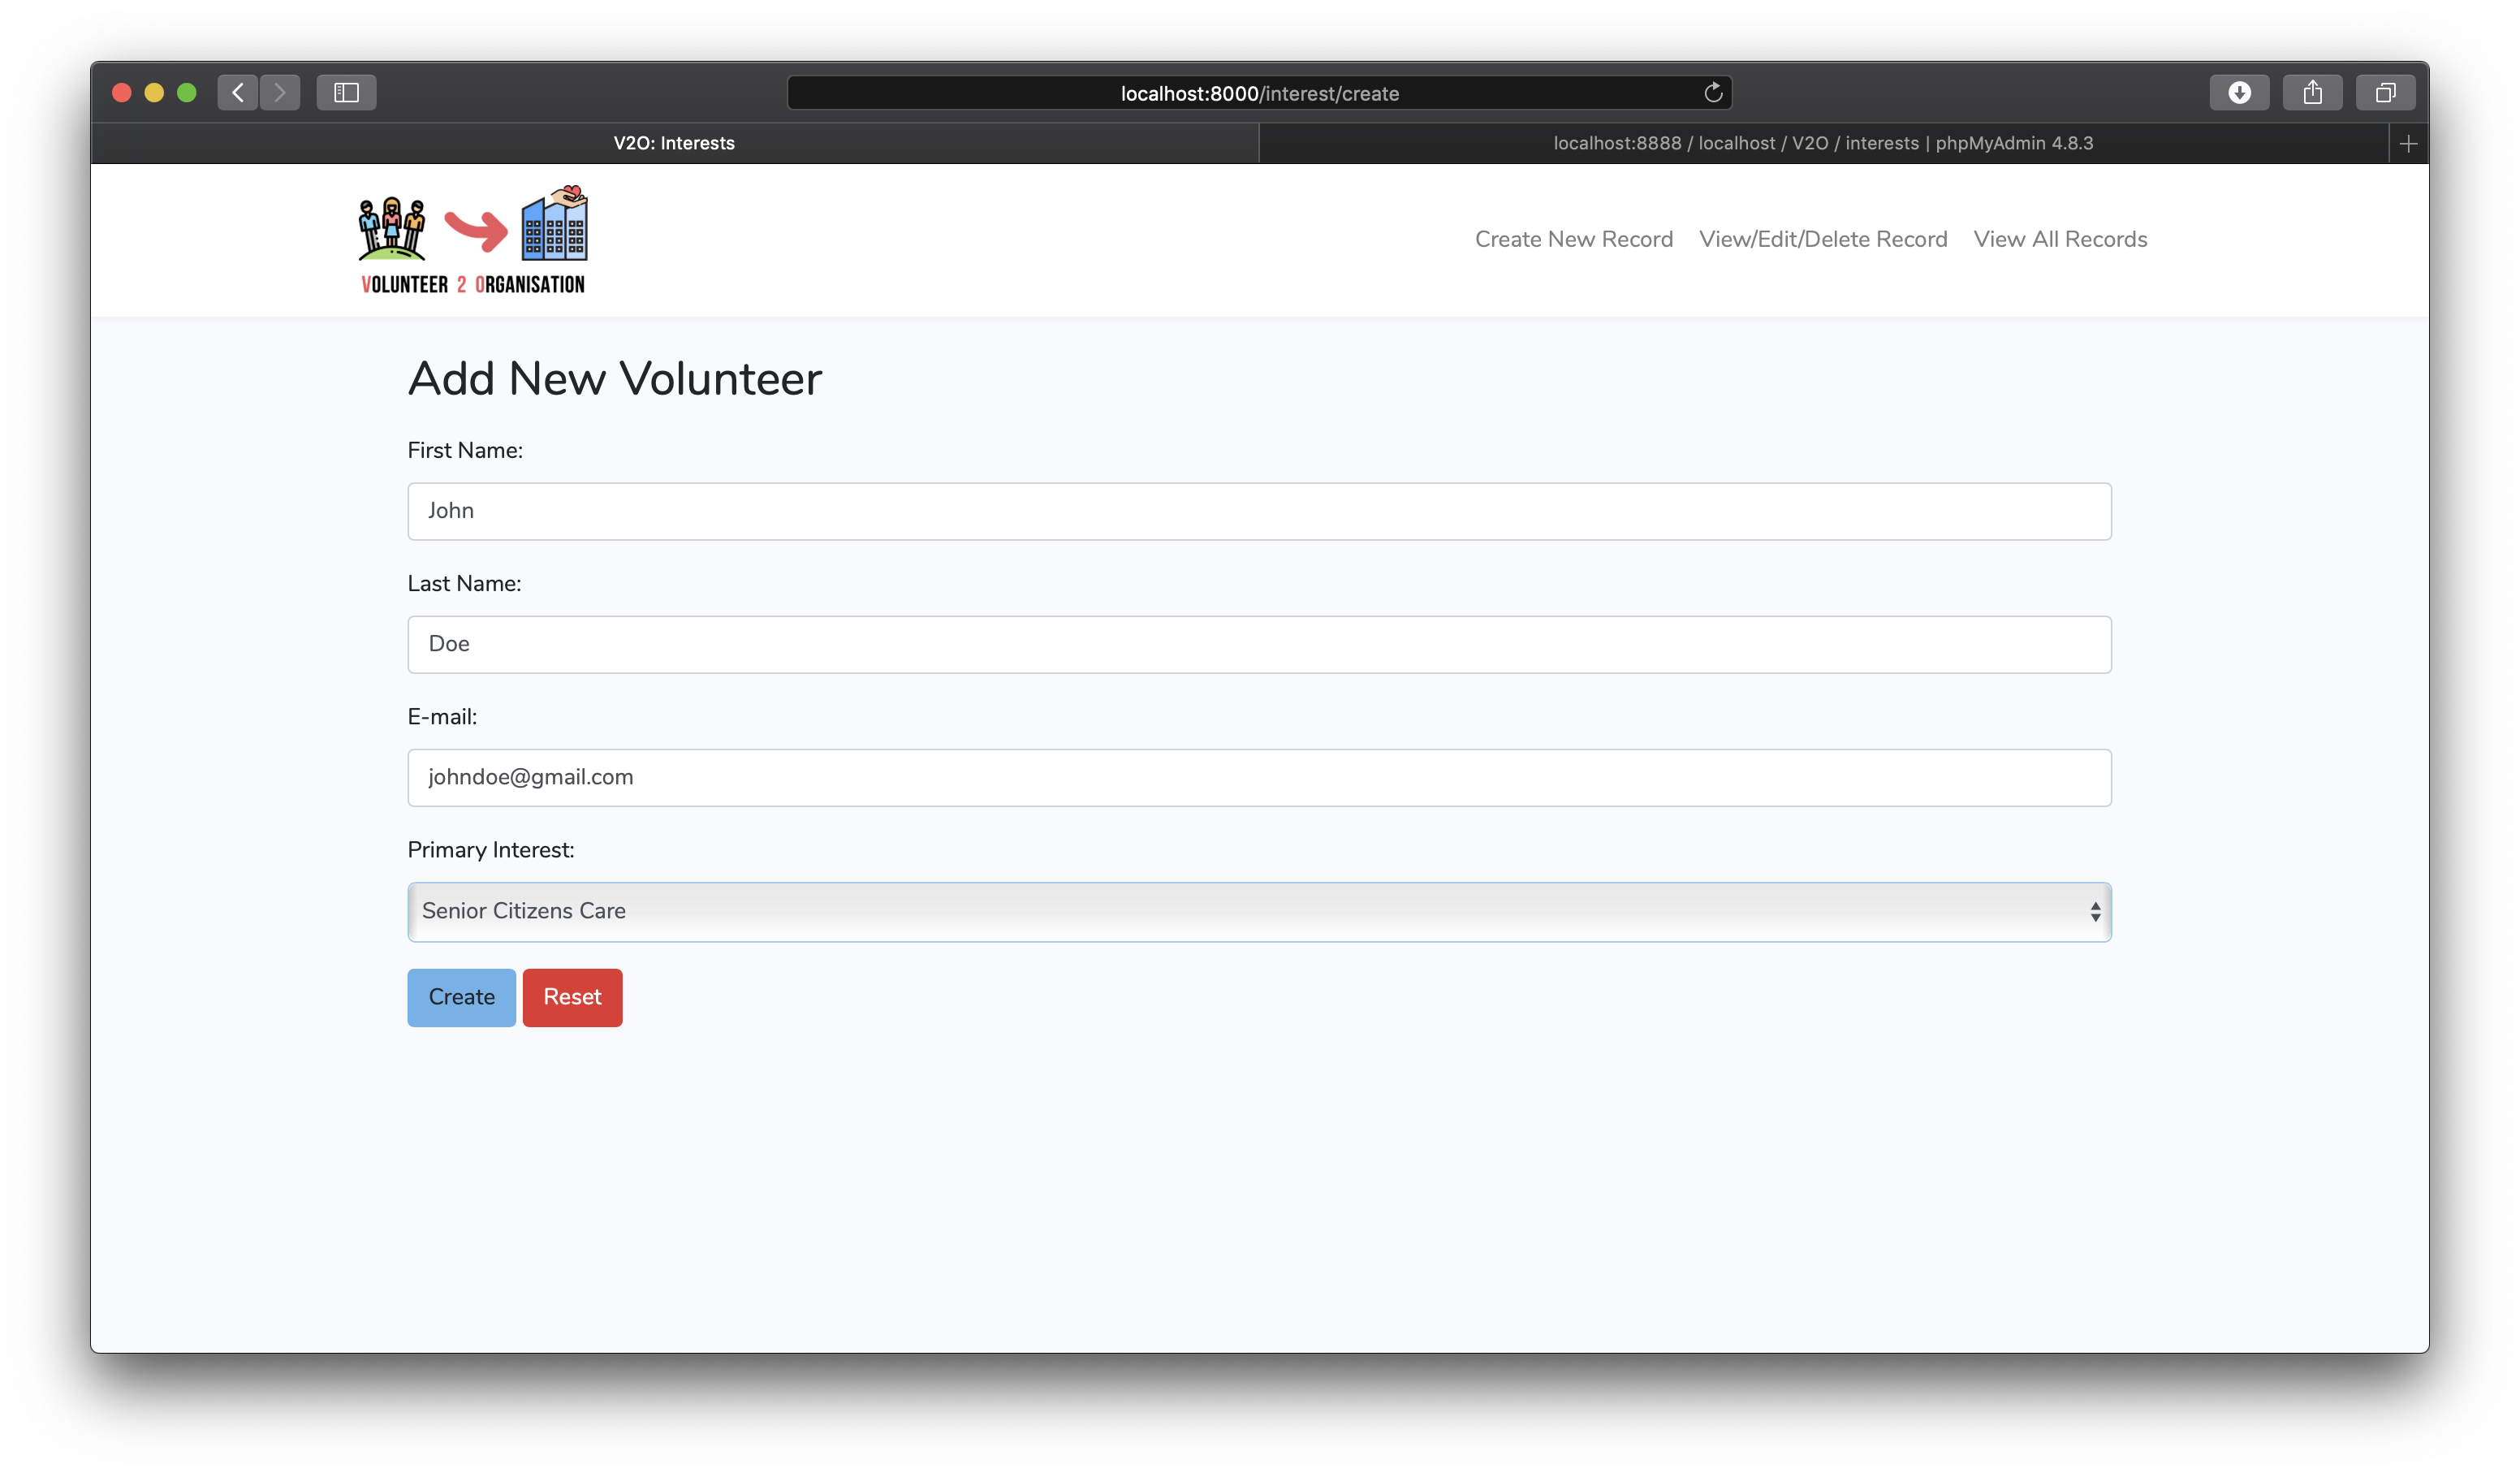 localhost:8000/interest/create
V2O: Interests
localhost:8888 / localhost / V2O / interests | phpMyAdmin 4.8.3
VOLUNTEER 2 ORGANISATION
Create New Record View/Edit/Delete Record View All Records
Add New Volunteer
First Name:
John
Last Name:
Doe
E-mail:
johndoe@gmail.com
Primary Interest:
Senior Citizens Care
Create Reset